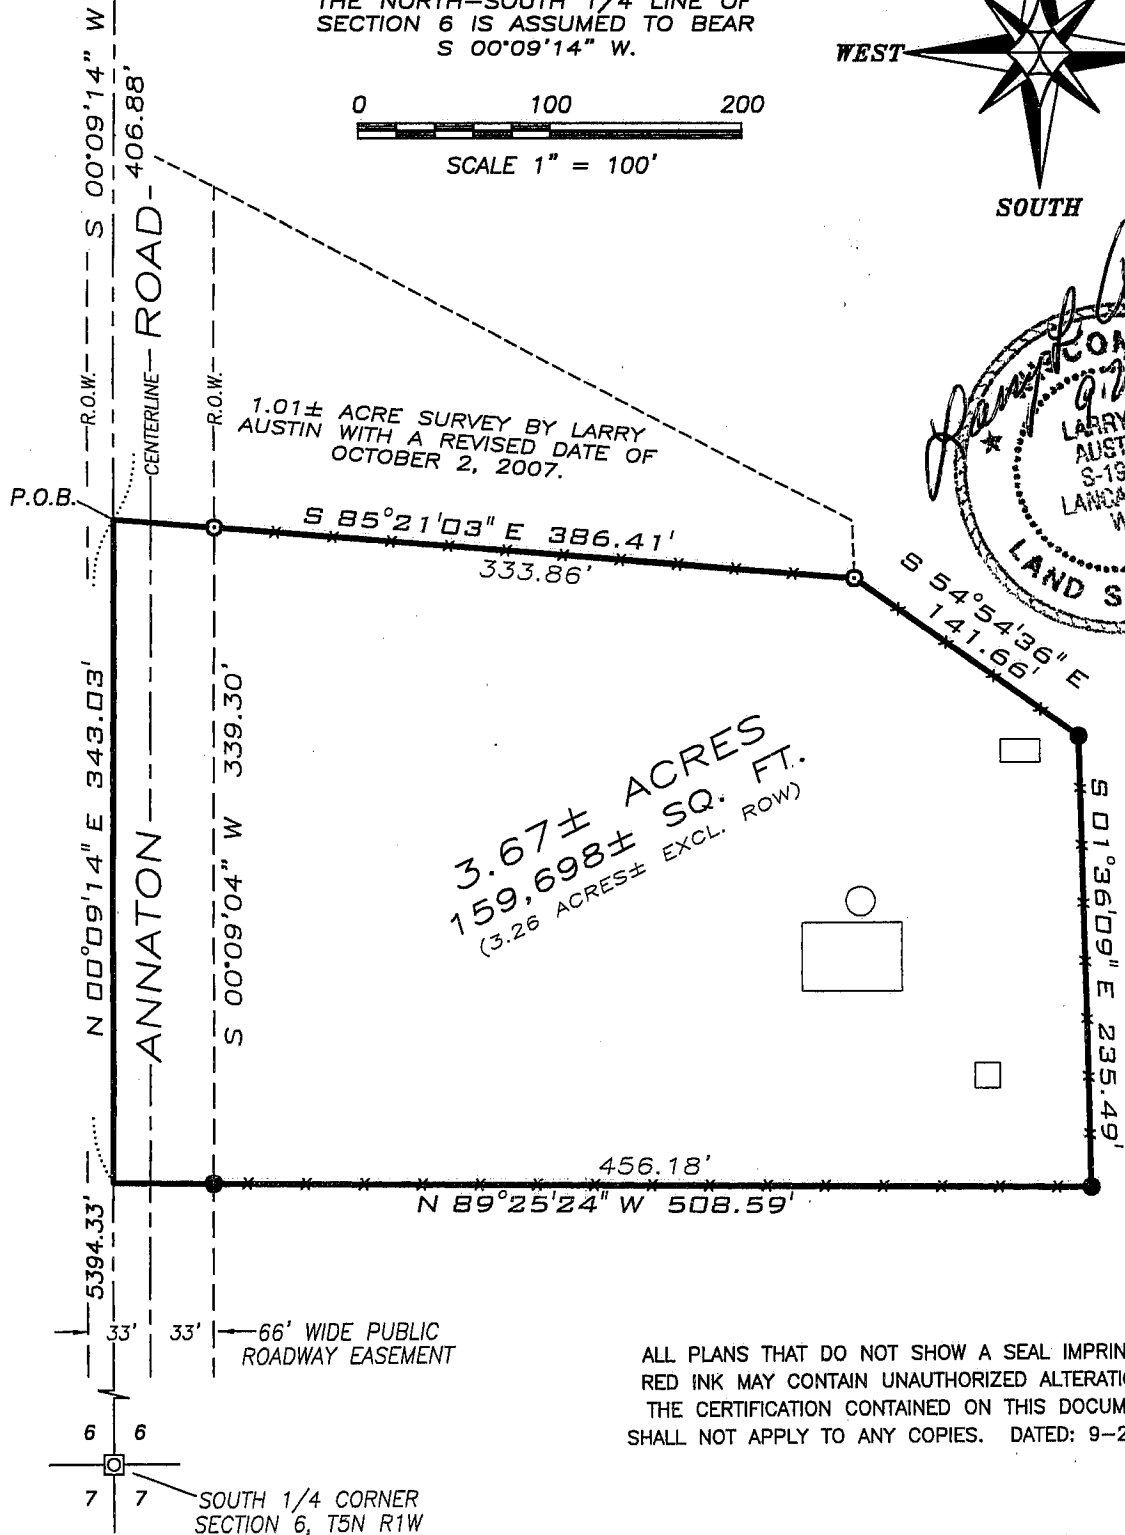 THE NORTH-SOUTH 1/4 LINE OF
SECTION 6 IS ASSUMED TO BEAR
S 00°09'14" W.
WEST
SOUTH
0 100 200
SCALE 1" = 100'
S 00°09'14" W
406.88'
ROAD
R.O.W.
CENTERLINE
R.O.W.
1.01± ACRE SURVEY BY LARRY
AUSTIN WITH A REVISED DATE OF
OCTOBER 2, 2007.
LARRY
AUST
S-19
LANCA
W
LAND S
P.O.B.
S 85°21'03" E 386.41'
333.86'
S 54°54'36" E
141.66'
N 00°09'14" E 343.03'
ANNATON
S 00°09'04" W 339.30'
3.67± ACRES
159,698± SQ. FT.
(3.26 ACRES± EXCL. ROW)
S 01°36'09" E 235.49'
456.18'
N 89°25'24" W 508.59'
5394.33'
33' 33'
66' WIDE PUBLIC
ROADWAY EASEMENT
ALL PLANS THAT DO NOT SHOW A SEAL IMPRIN
RED INK MAY CONTAIN UNAUTHORIZED ALTERATI
THE CERTIFICATION CONTAINED ON THIS DOCUM
SHALL NOT APPLY TO ANY COPIES. DATED: 9-2
6 6
7 7
SOUTH 1/4 CORNER
SECTION 6, T5N R1W